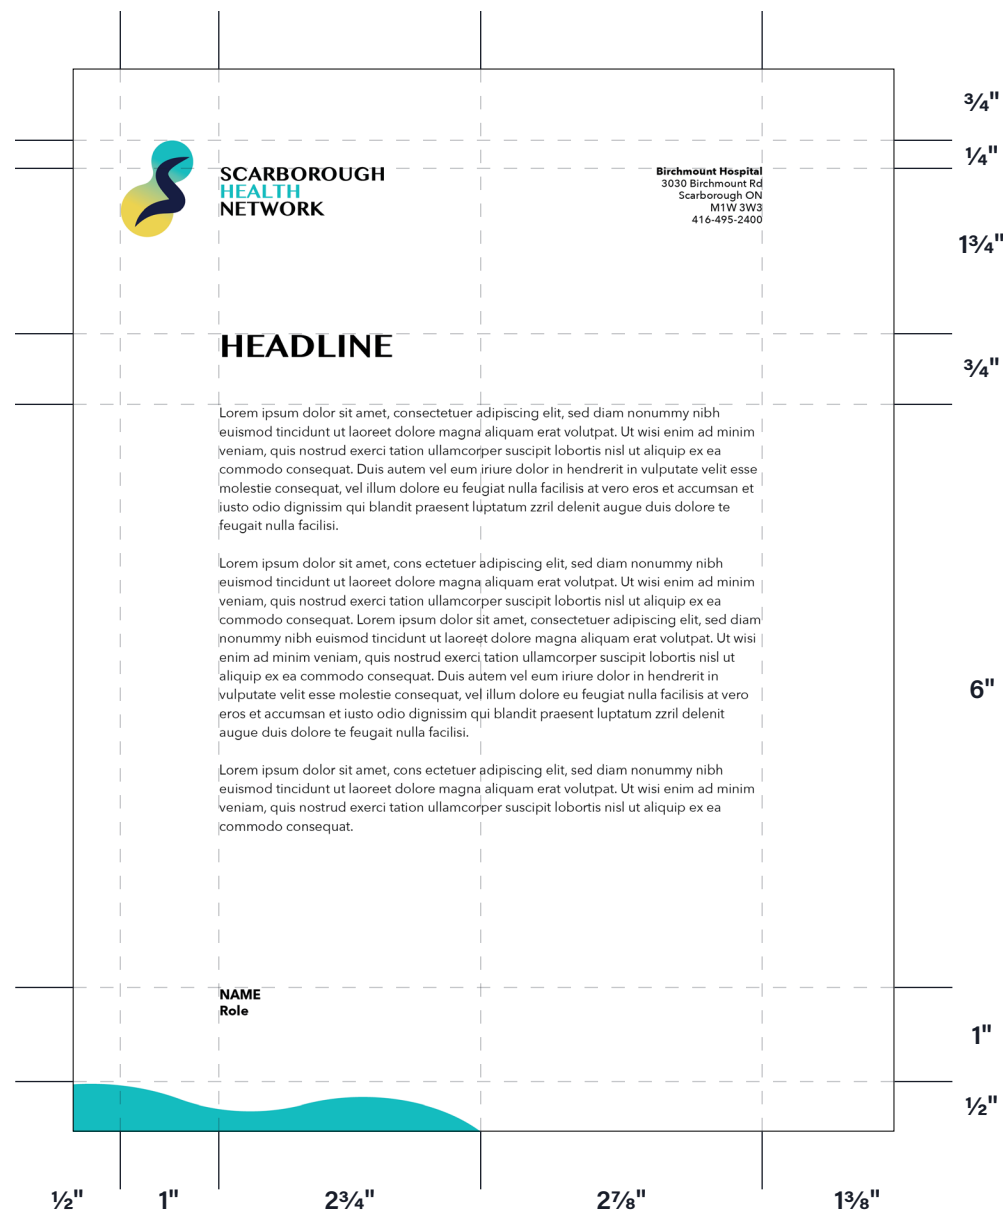 ¾"
¼"
SCARBOROUGH
HEALTH
NETWORK
Birchmount Hospital
3030 Birchmount Rd
Scarborough ON
M1W 3W3
416-495-2400
1¾"
HEADLINE
¾"
Lorem ipsum dolor sit amet, consectetuer adipiscing elit, sed diam nonummy nibh
euismod tincidunt ut laoreet dolore magna aliquam erat volutpat. Ut wisi enim ad minim
veniam, quis nostrud exerci tation ullamcorper suscipit lobortis nisl ut aliquip ex ea
commodo consequat. Duis autem vel eum iriure dolor in hendrerit in vulputate velit esse
molestie consequat, vel illum dolore eu feugiat nulla facilisis at vero eros et accumsan et
iusto odio dignissim qui blandit praesent luptatum zzril delenit augue duis dolore te
feugait nulla facilisi.
Lorem ipsum dolor sit amet, cons ectetuer adipiscing elit, sed diam nonummy nibh
euismod tincidunt ut laoreet dolore magna aliquam erat volutpat. Ut wisi enim ad minim
veniam, quis nostrud exerci tation ullamcorper suscipit lobortis nisl ut aliquip ex ea
commodo consequat. Lorem ipsum dolor sit amet, consectetuer adipiscing elit, sed diam
nonummy nibh euismod tincidunt ut laoreet dolore magna aliquam erat volutpat. Ut wisi
enim ad minim veniam, quis nostrud exerci tation ullamcorper suscipit lobortis nisl ut
aliquip ex ea commodo consequat. Duis autem vel eum iriure dolor in hendrerit in
vulputate velit esse molestie consequat, vel illum dolore eu feugiat nulla facilisis at vero
eros et accumsan et iusto odio dignissim qui blandit praesent luptatum zzril delenit
augue duis dolore te feugait nulla facilisi.
6"
Lorem ipsum dolor sit amet, cons ectetuer adipiscing elit, sed diam nonummy nibh
euismod tincidunt ut laoreet dolore magna aliquam erat volutpat. Ut wisi enim ad minim
veniam, quis nostrud exerci tation ullamcorper suscipit lobortis nisl ut aliquip ex ea
commodo consequat.
NAME
Role
1"
½"
½" 1" 2¾" 2⅞" 1⅜"